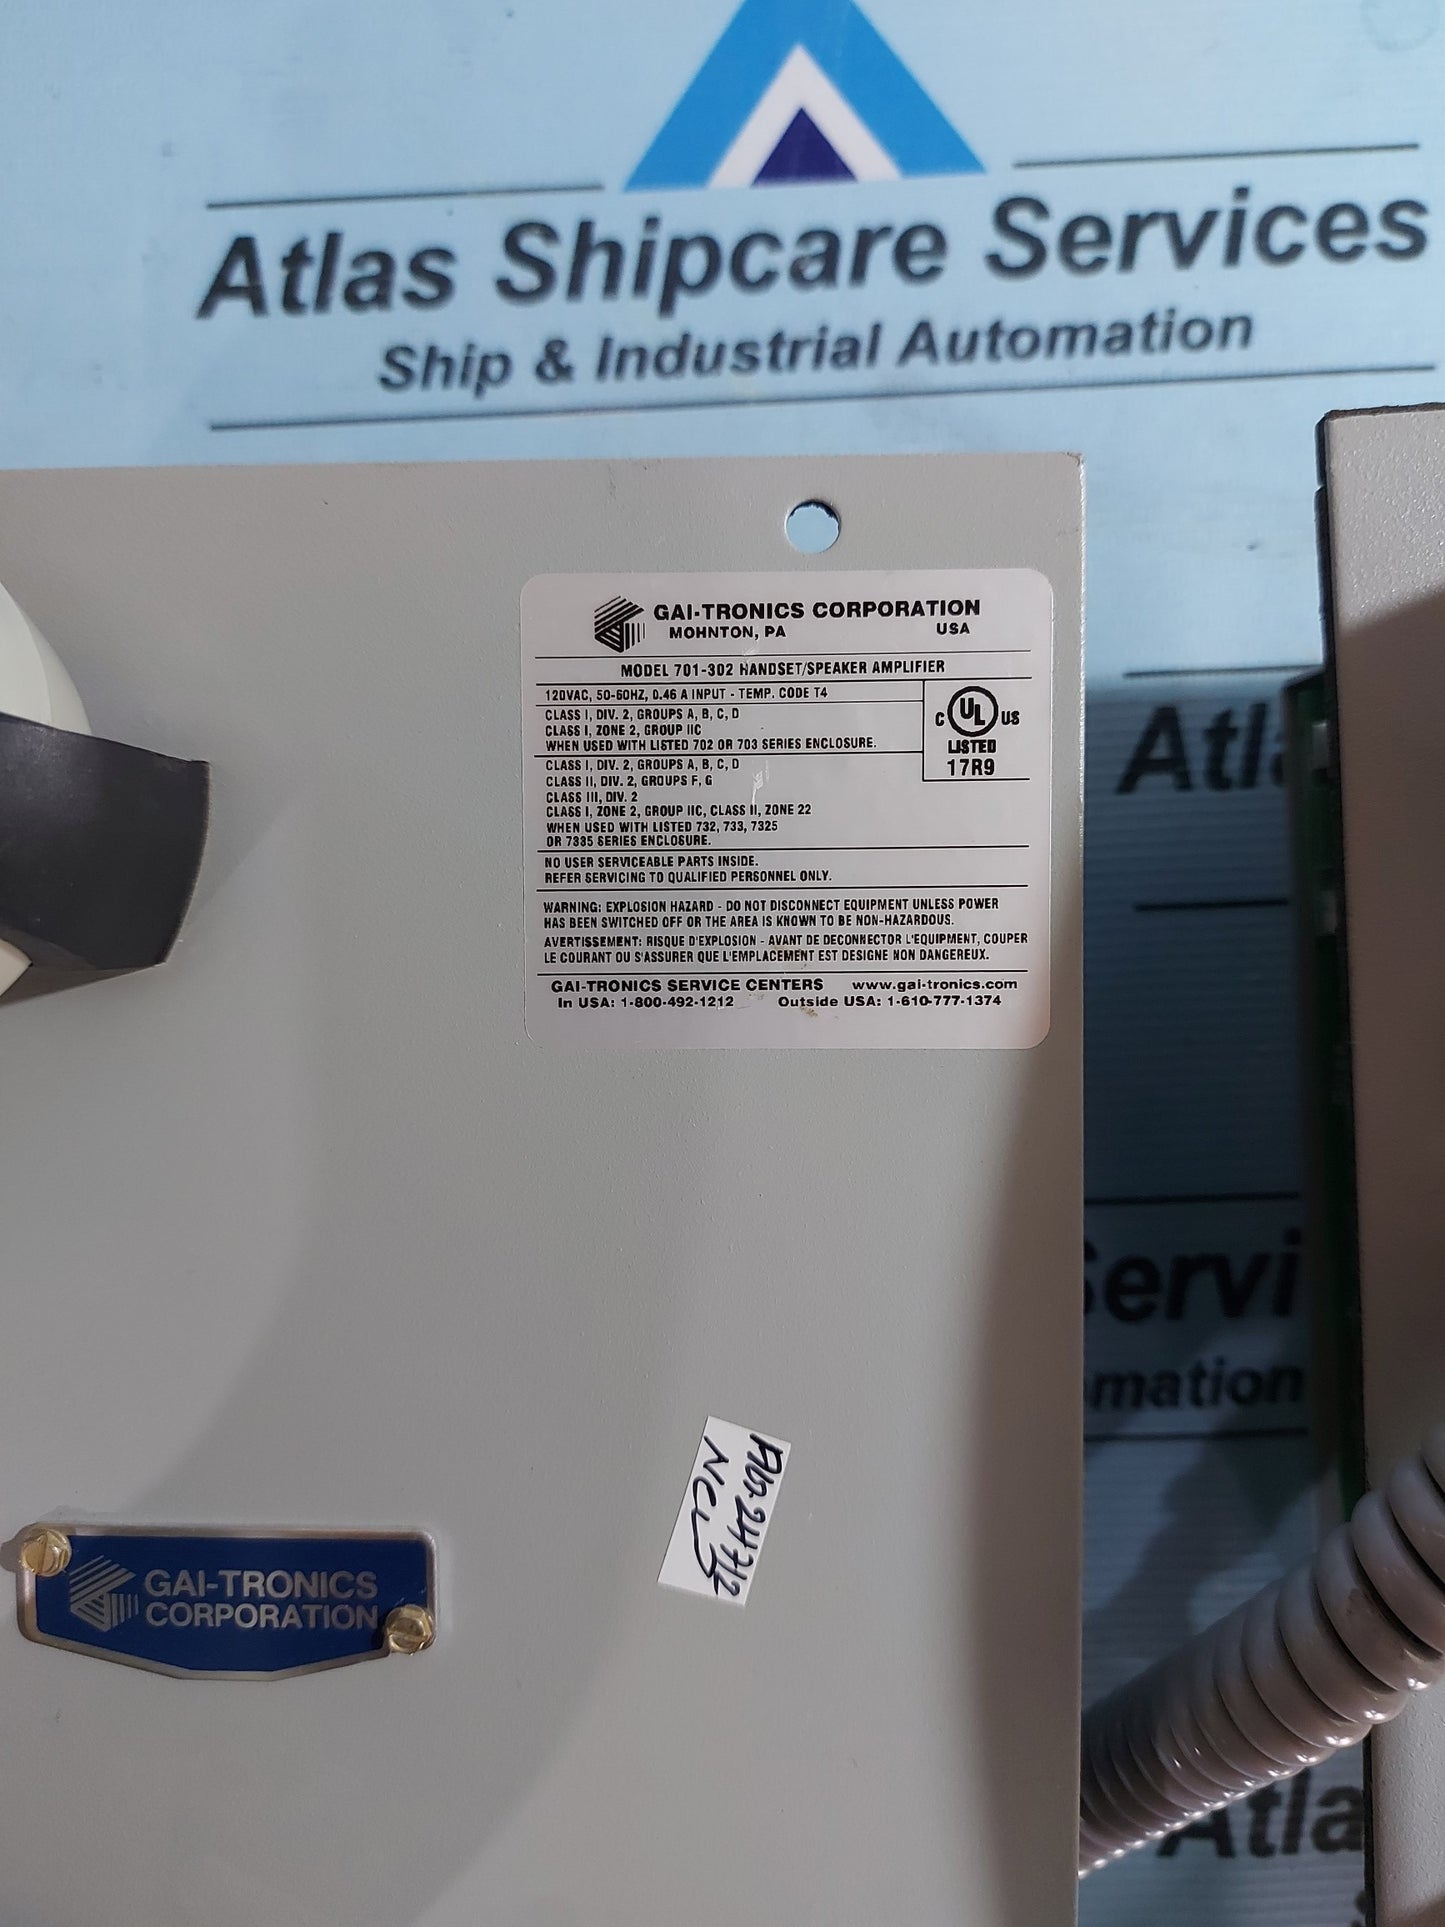 Atlas Shipcare Services
Ship & Industrial Automation
GAI-TRONICS CORPORATION
MOHNTON, PA USA
MODEL 701-302 HANDSET/SPEAKER AMPLIFIER
120VAC, 50-60HZ, 0.46 A INPUT - TEMP. CODE T4
CLASS I, DIV. 2, GROUPS A, B, C, D
CLASS I, ZONE 2, GROUP IIC
WHEN USED WITH LISTED 702 OR 703 SERIES ENCLOSURE.
C UL US
LISTED
17R9
CLASS I, DIV. 2, GROUPS A, B, C, D
CLASS II, DIV. 2, GROUPS F, G
CLASS III, DIV. 2
CLASS I, ZONE 2, GROUP IIC, CLASS II, ZONE 22
WHEN USED WITH LISTED 732, 733, 7325
OR 7335 SERIES ENCLOSURE.
NO USER SERVICEABLE PARTS INSIDE.
REFER SERVICING TO QUALIFIED PERSONNEL ONLY.
WARNING: EXPLOSION HAZARD - DO NOT DISCONNECT EQUIPMENT UNLESS POWER
HAS BEEN SWITCHED OFF OR THE AREA IS KNOWN TO BE NON-HAZARDOUS.
AVERTISSEMENT: RISQUE D'EXPLOSION - AVANT DE DECONNECTOR L'EQUIPMENT, COUPER
LE COURANT OU S'ASSURER QUE L'EMPLACEMENT EST DESIGNE NON DANGEREUX.
GAI-TRONICS SERVICE CENTERS www.gai-tronics.com
In USA: 1-800-492-1212 Outside USA: 1-610-777-1374
Atl
Servi
mation
GAI-TRONICS
CORPORATION
Atla